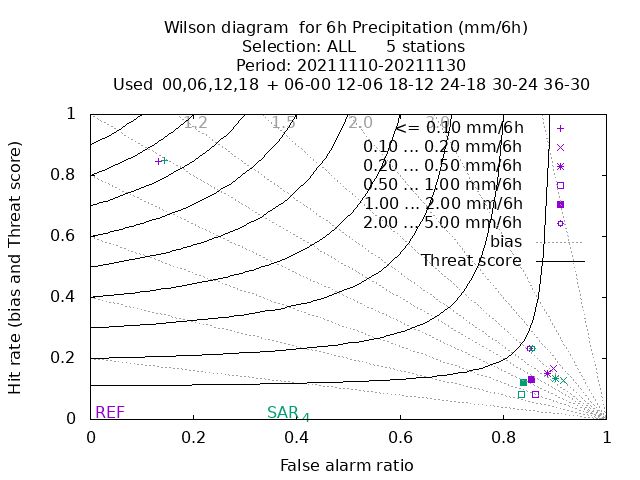 Wilson diagram  for 6h Precipitation (mm/6h)
Selection: ALL      5 stations
Period: 20211110-20211130
Used  00,06,12,18  + 06-00 12-06 18-12 24-18 30-24 36-30
1.2
1.5
2.0
<= 0.10 mm/6h
0.10 ... 0.20 mm/6h
0.20 ... 0.50 mm/6h
0.50 ... 1.00 mm/6h
1.00 ... 2.00 mm/6h
2.00 ... 5.00 mm/6h
bias
Threat score
Hit rate (bias and Threat score)
1
0.8
0.6
0.4
0.2
0
REF
SAR 4
0
0.2
0.4
0.6
0.8
1
False alarm ratio